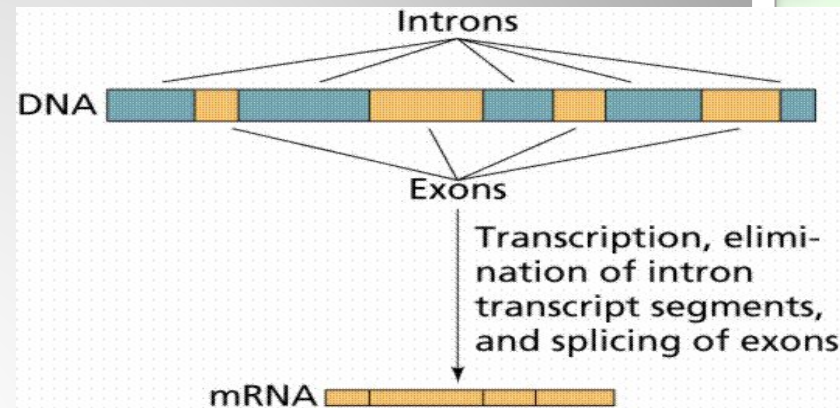 Introns
DNA
Exons
Transcription, elimi-
nation of intron
transcript segments,
and splicing of exons
mRNA